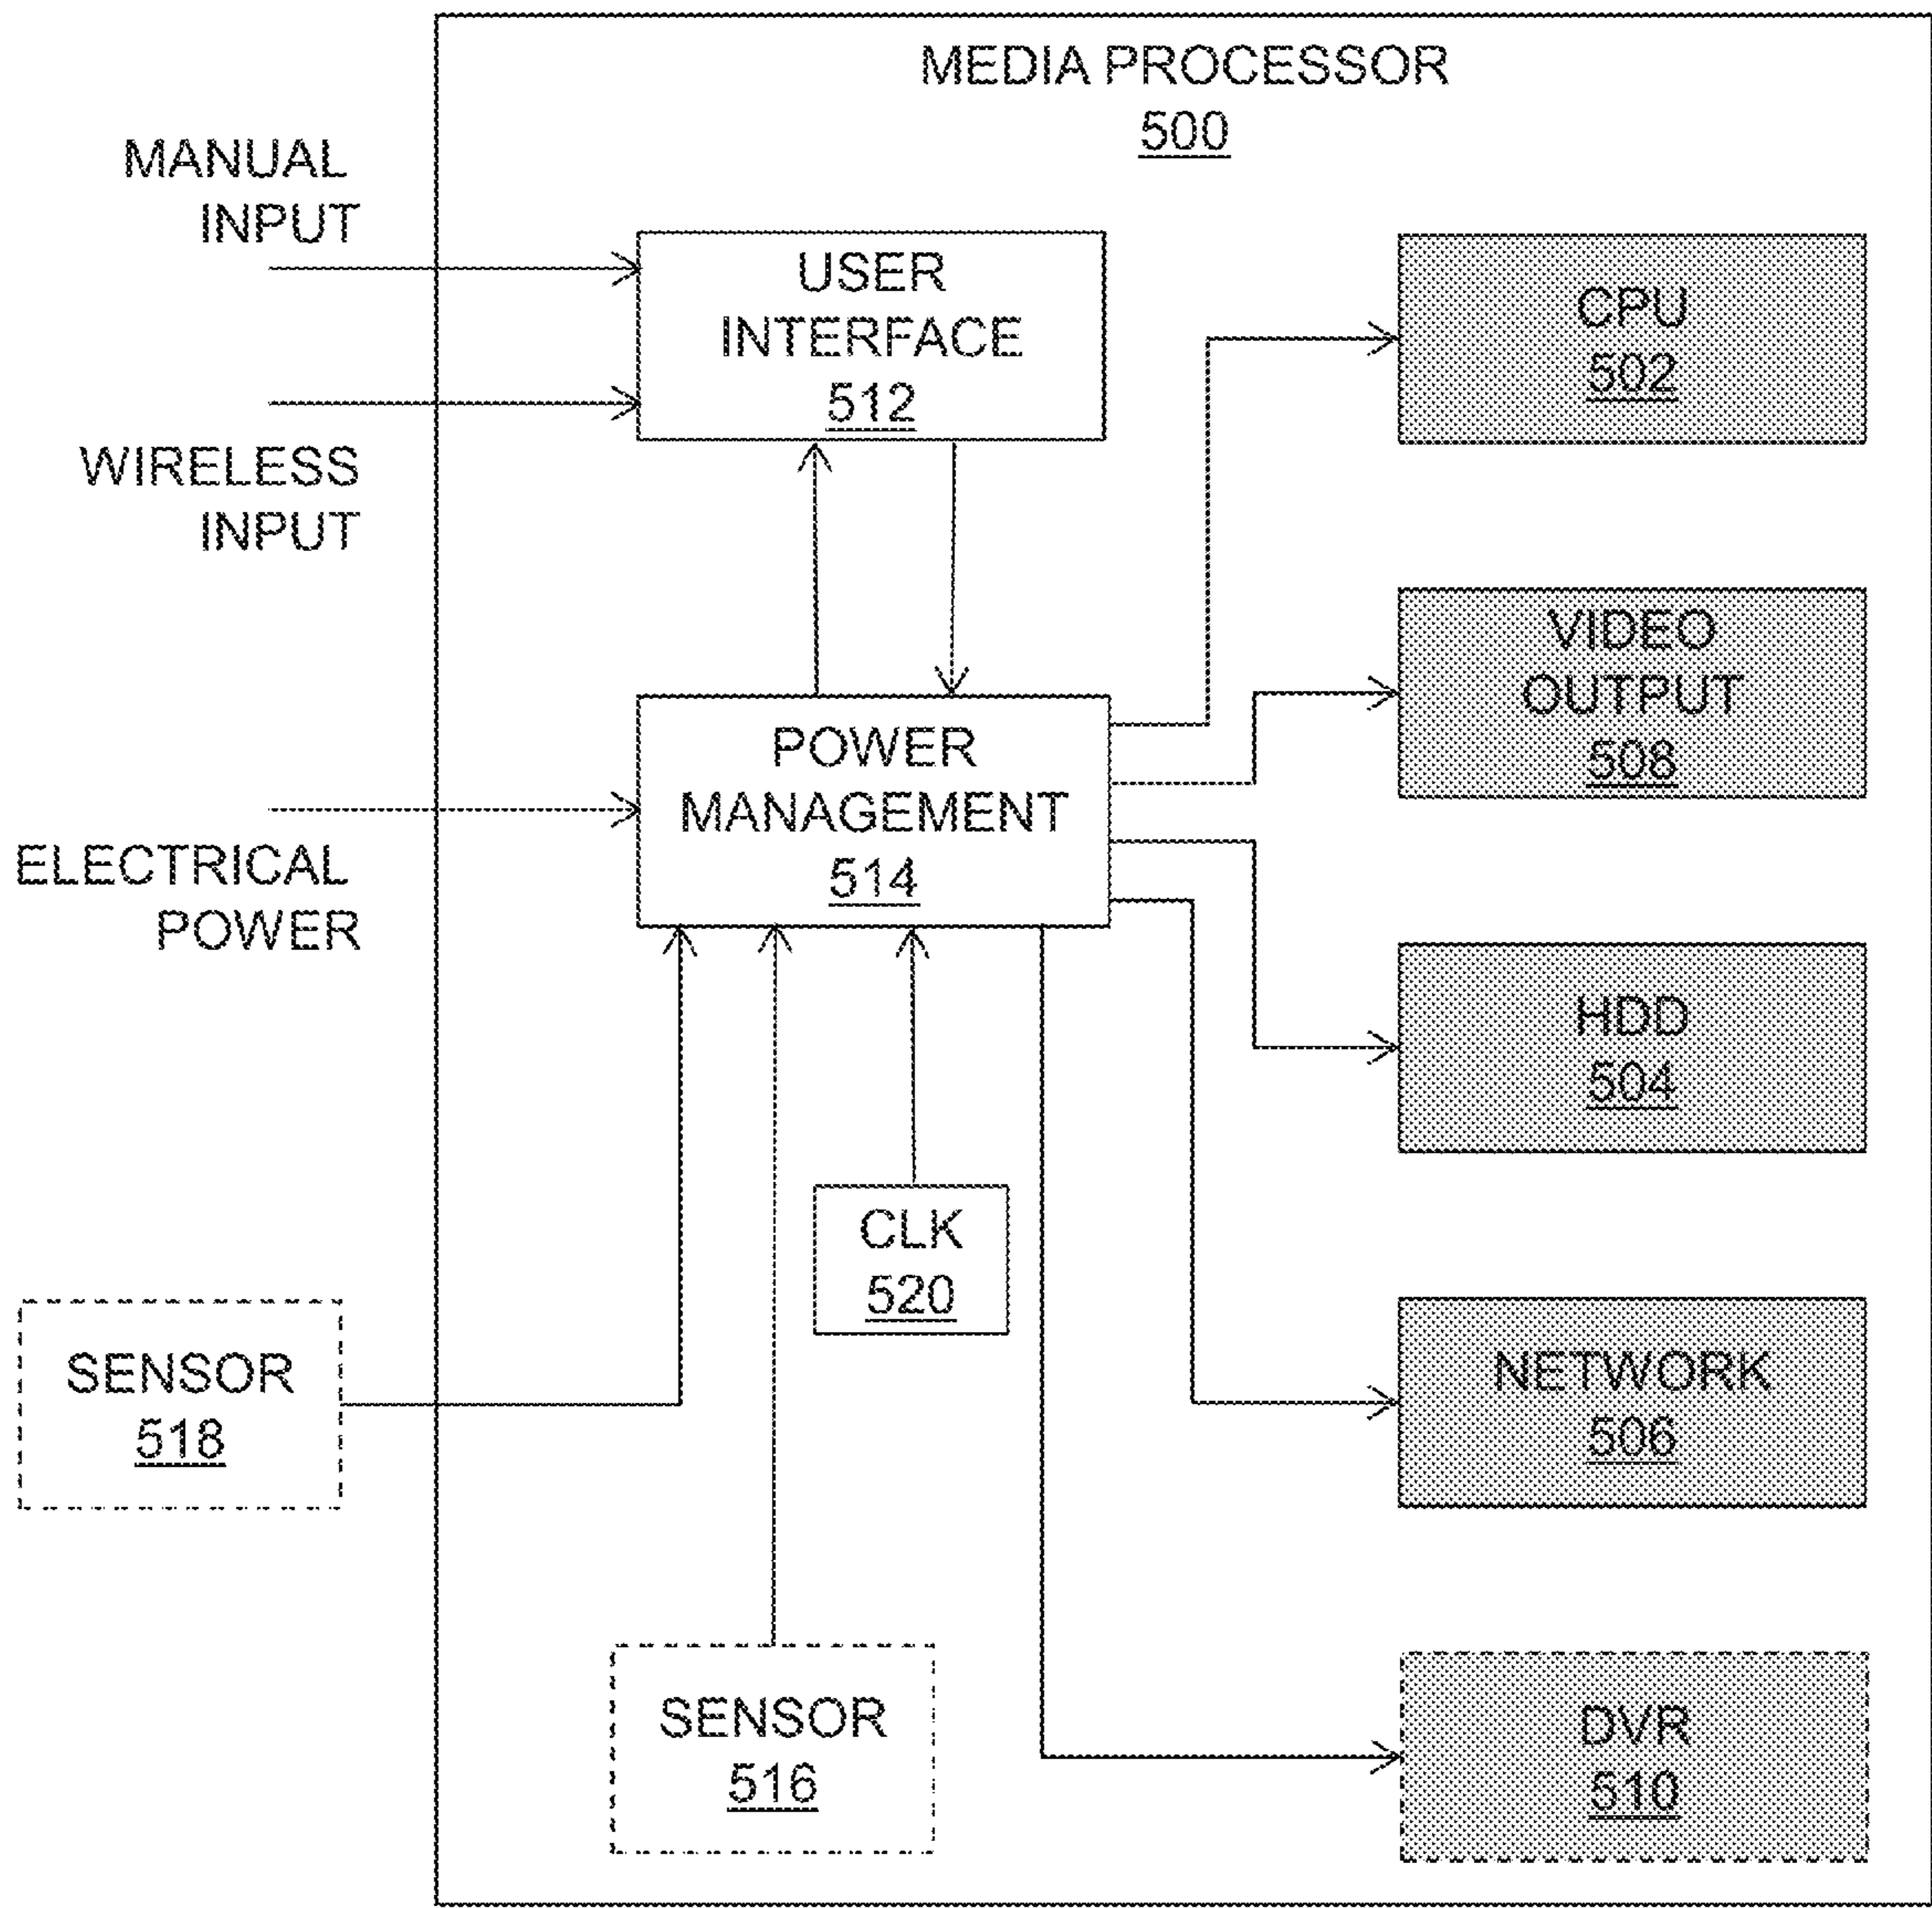 MEDIA PROCESSOR
500
MANUAL
INPUT
USER
INTERFACE
512
WIRELESS
INPUT
CPU
502
VIDEO
OUTPUT
508
POWER
MANAGEMENT
514
ELECTRICAL
POWER
HDD
504
CLK
520
SENSOR
518
NETWORK
506
SENSOR
516
DVR
510